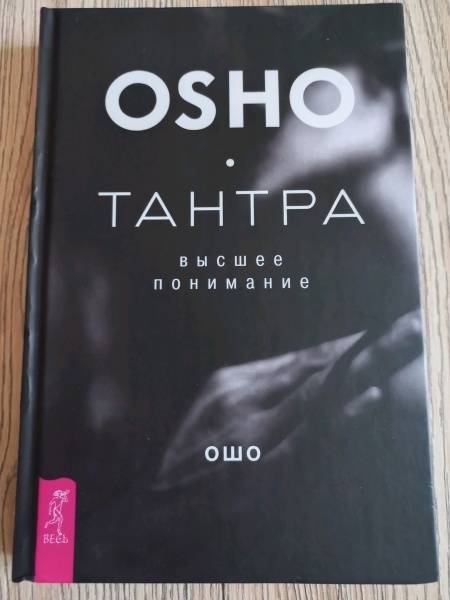 OSHO
•
ТАНТРА
высшее
понимание
ошо
ВЕСЬ